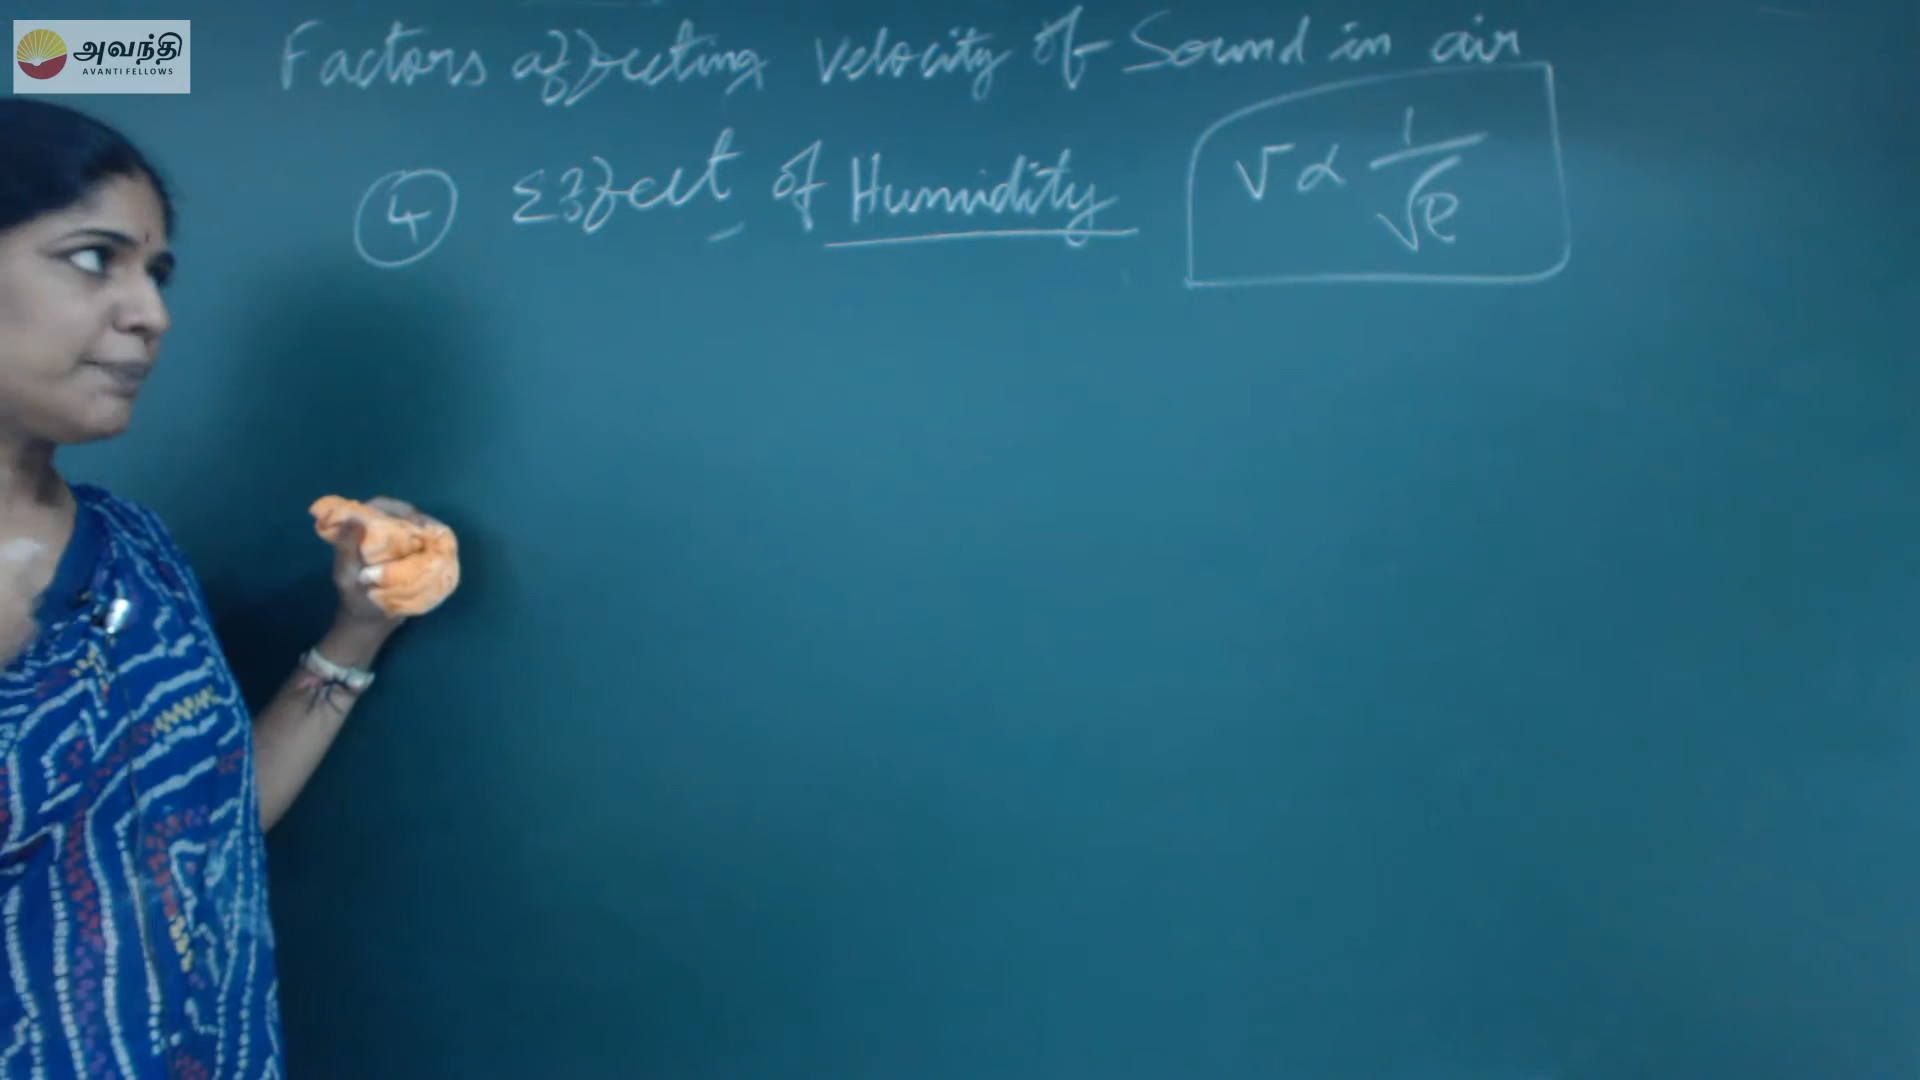 அவந்தி
AVANTI FELLOWS
Factors affecting velocity of Sound in air
④ Effect of Humidity
v ∝ 1/√ρ